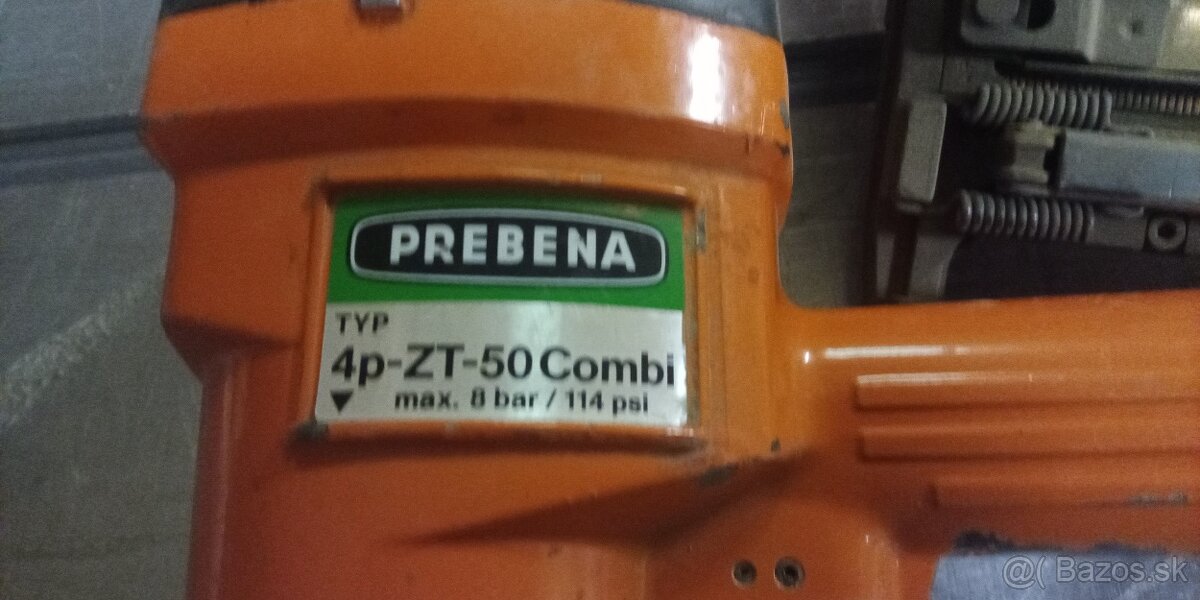 PREBENA
TYP
4p-ZT-50 Combi
▼ max. 8 bar / 114 psi
@( Bazos.sk